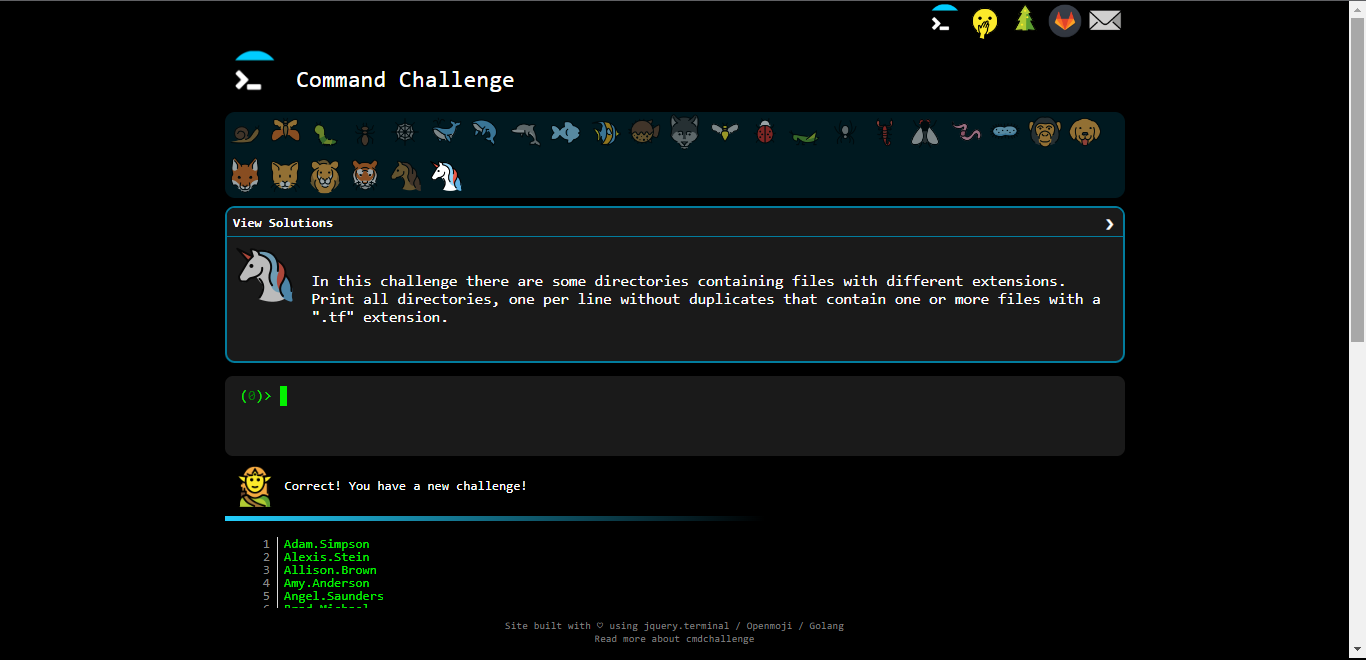 Command Challenge
View Solutions
In this challenge there are some directories containing files with different extensions.
Print all directories, one per line without duplicates that contain one or more files with a
".tf" extension.
(0)>
Correct! You have a new challenge!
1 Adam.Simpson
2 Alexis.Stein
3 Allison.Brown
4 Amy.Anderson
5 Angel.Saunders
Site built with ♡ using jquery.terminal / Openmoji / Golang
Read more about cmdchallenge